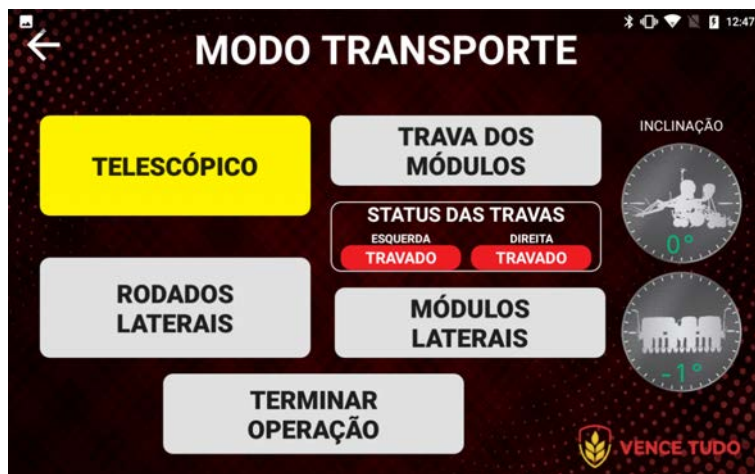 12:47
MODO TRANSPORTE
TELESCÓPICO
TRAVA DOS
MÓDULOS
INCLINAÇÃO
STATUS DAS TRAVAS
ESQUERDA
DIREITA
TRAVADO
TRAVADO
0°
RODADOS
LATERAIS
MÓDULOS
LATERAIS
-1°
TERMINAR
OPERAÇÃO
VENCE TUDO